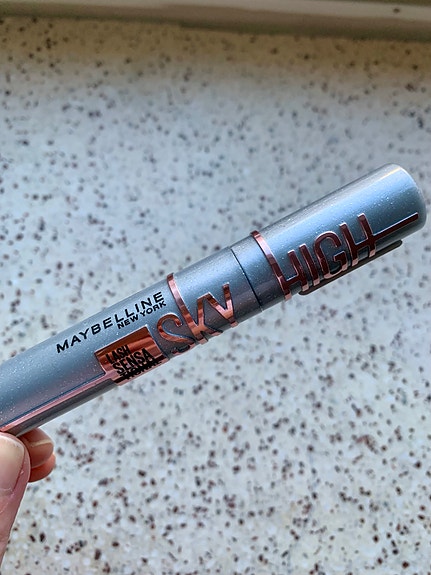 MAYBELLINE
NEW YORK
LASH
SENSA
SKY HIGH